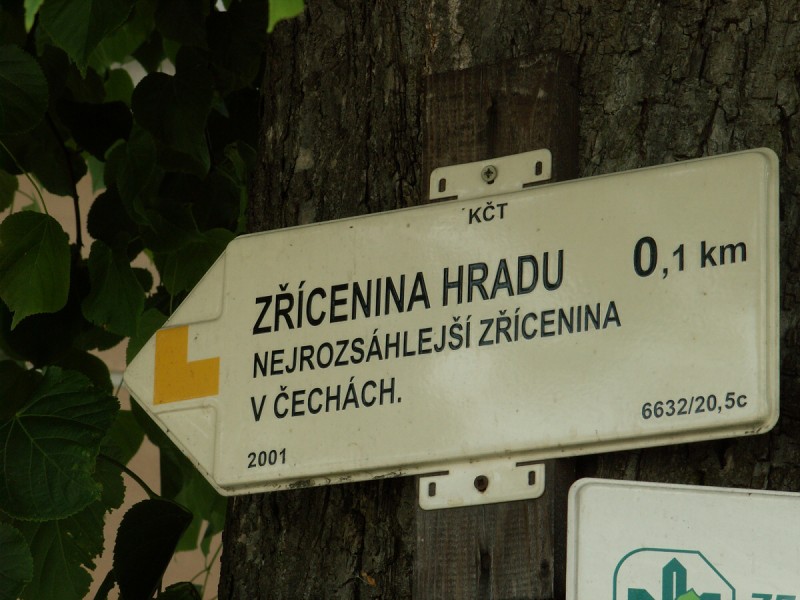 KČT
ZŘÍCENINA HRADU 0,1 km
NEJROZSÁHLEJŠÍ ZŘÍCENINA
V ČECHÁCH.
2001 6632/20,5c